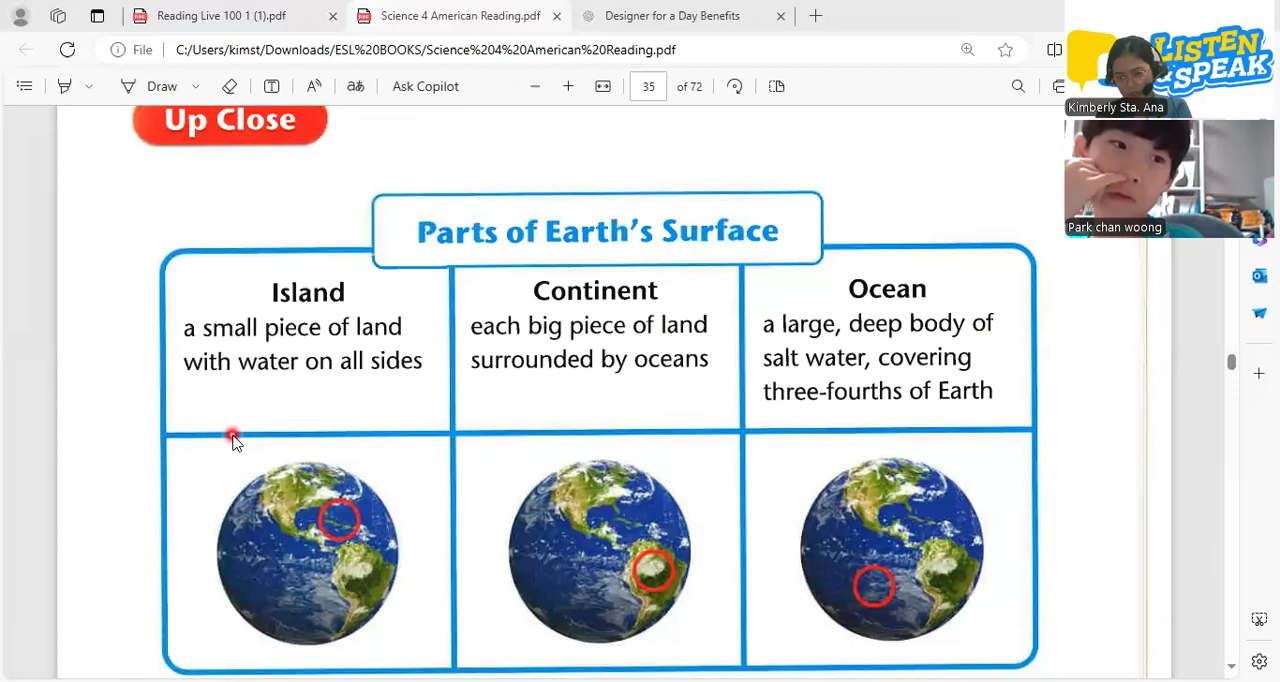 Reading Live 100 1 (1).pdf
Science 4 American Reading.pdf
Designer for a Day Benefits
File
C:/Users/kimst/Downloads/ESL%20BOOKS/Science%204%20American%20Reading.pdf
Draw
Ask Copilot
35
of 72
LISTEN
&SPEAK
Kimberly Sta. Ana
Park chan woong
Up Close
Parts of Earth's Surface
Island
a small piece of land
with water on all sides
Continent
each big piece of land
surrounded by oceans
Ocean
a large, deep body of
salt water, covering
three-fourths of Earth